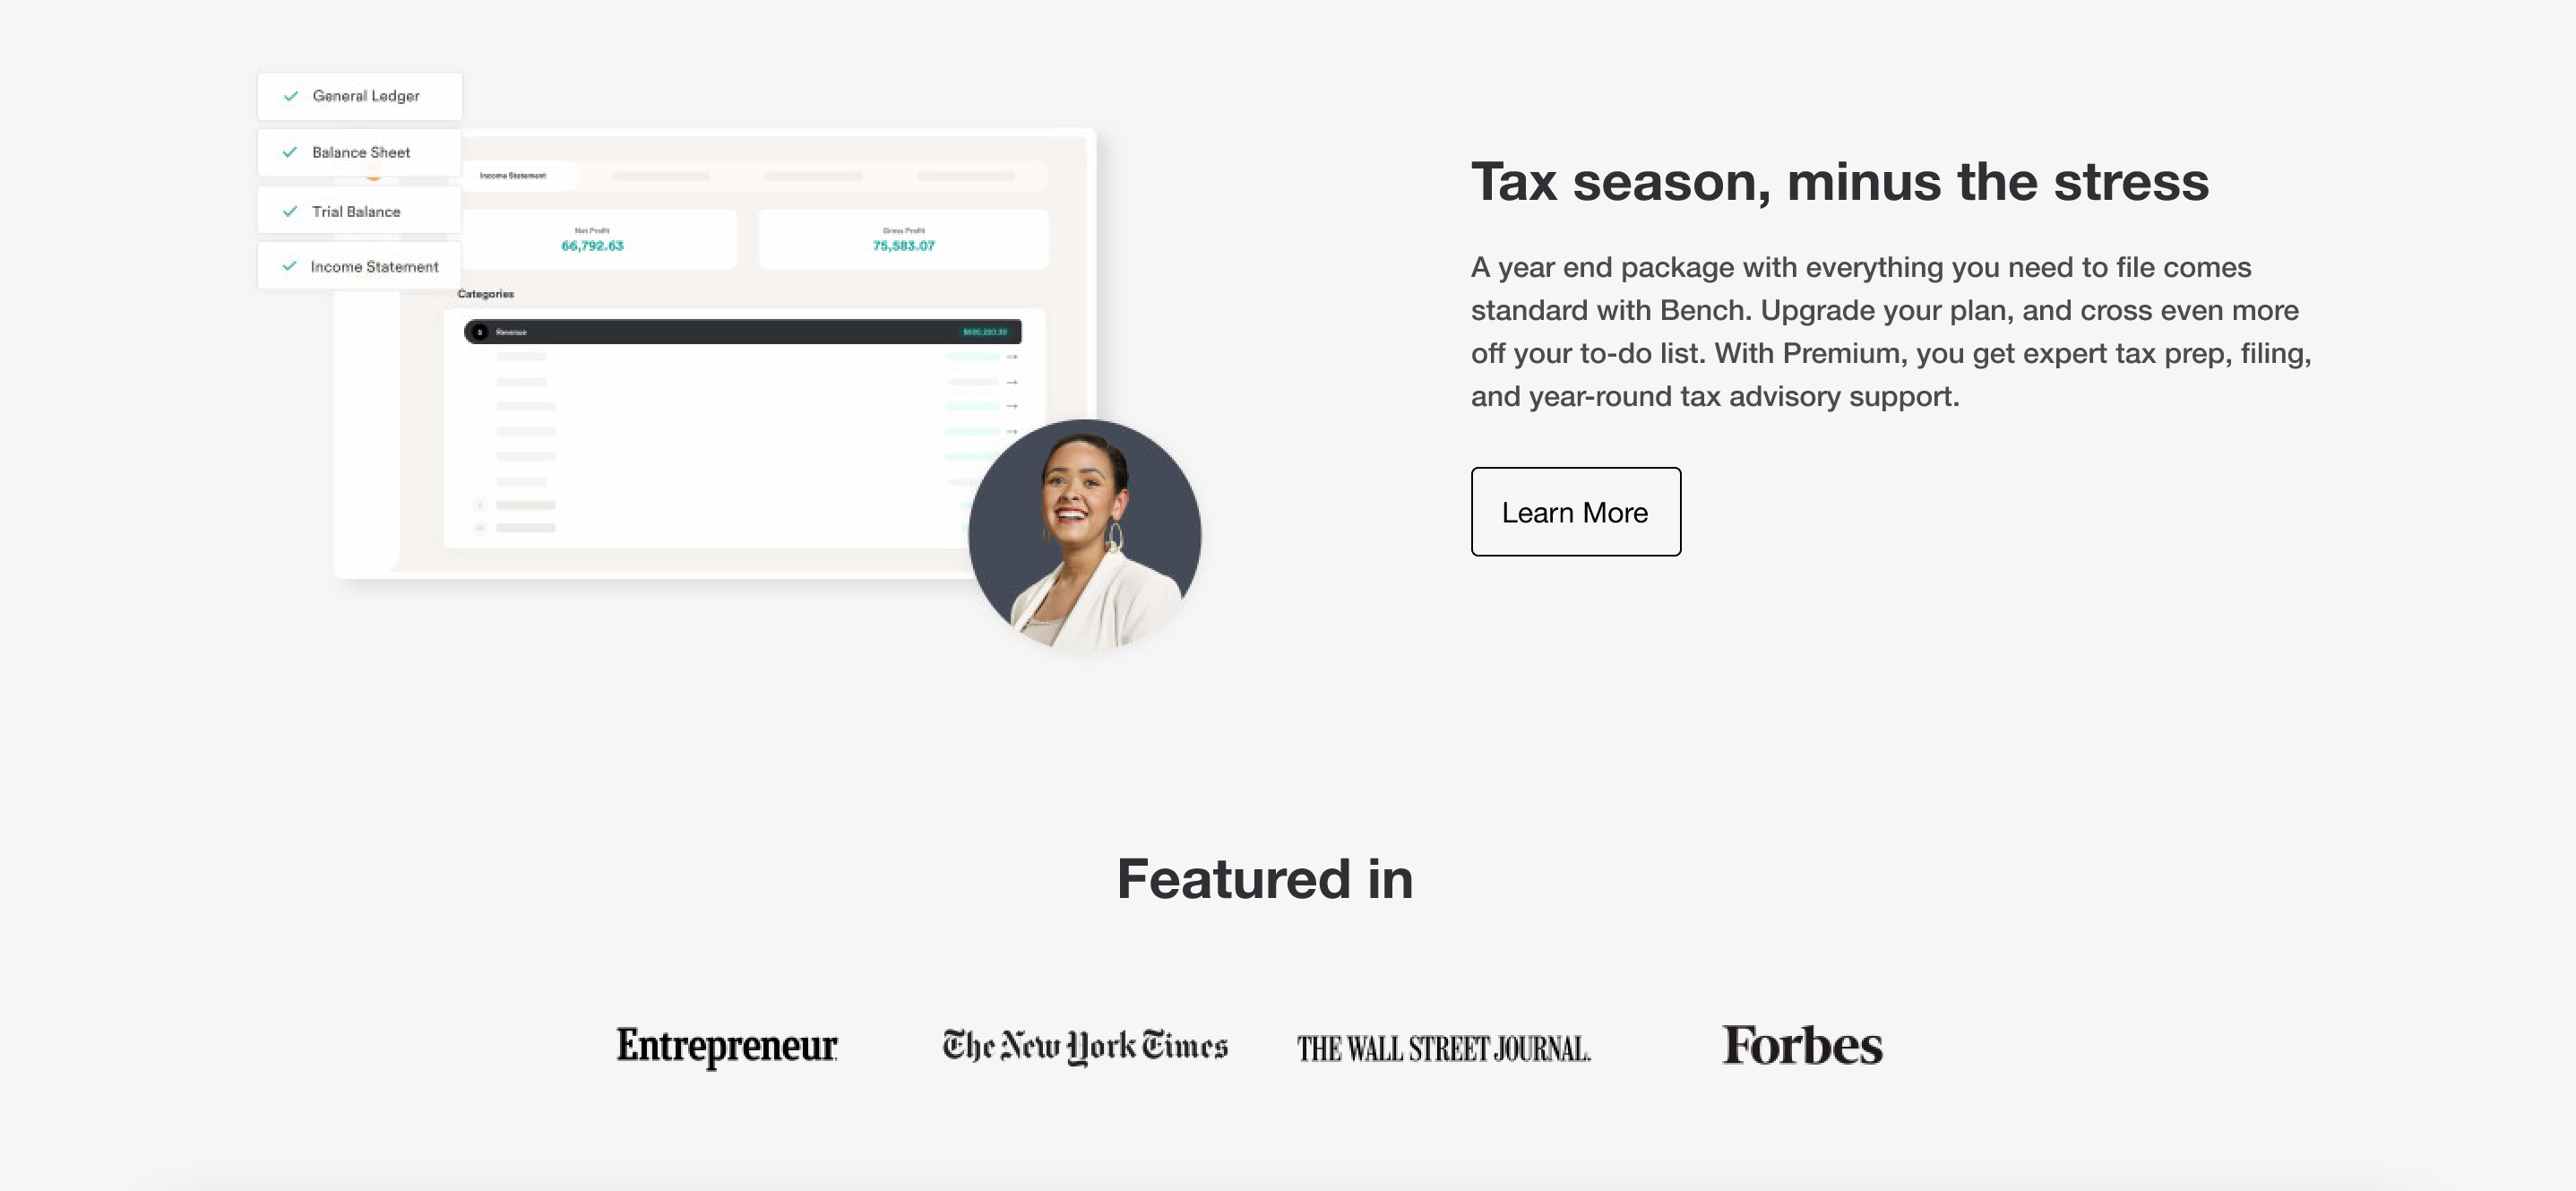 General Ledger
Balance Sheet
Trial Balance
Income Statement
Income Statement
Net Profit
66,792.63
Gross Profit
75,583.07
Categories
Revenue
Tax season, minus the stress
A year end package with everything you need to file comes
standard with Bench. Upgrade your plan, and cross even more
off your to-do list. With Premium, you get expert tax prep, filing,
and year-round tax advisory support.
Learn More
Featured in
Entrepreneur
The New York Times
THE WALL STREET JOURNAL.
Forbes